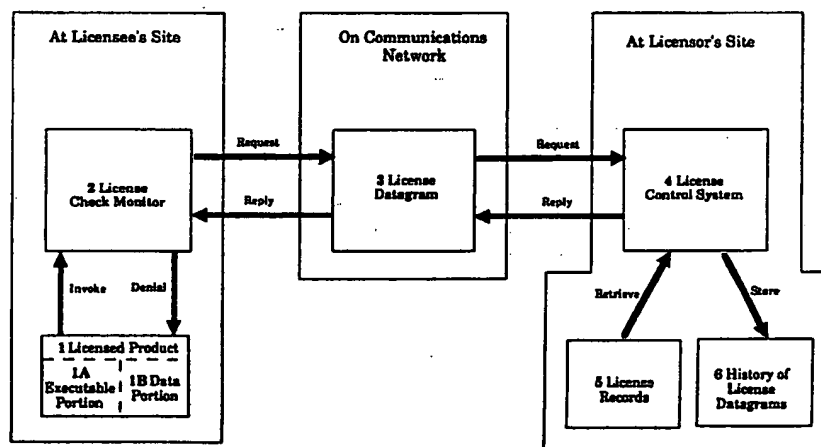 At Licensee's Site
On Communications
Network
At Licensor's Site
Request
Request
2 License
Check Monitor
3 License
Datagram
4 License
Control System
Reply
Reply
Invoke
Denial
Retrieve
Store
1 Licensed Product
1A
Executable
Portion
1B Data
Portion
5 License
Records
6 History of
License
Datagrams